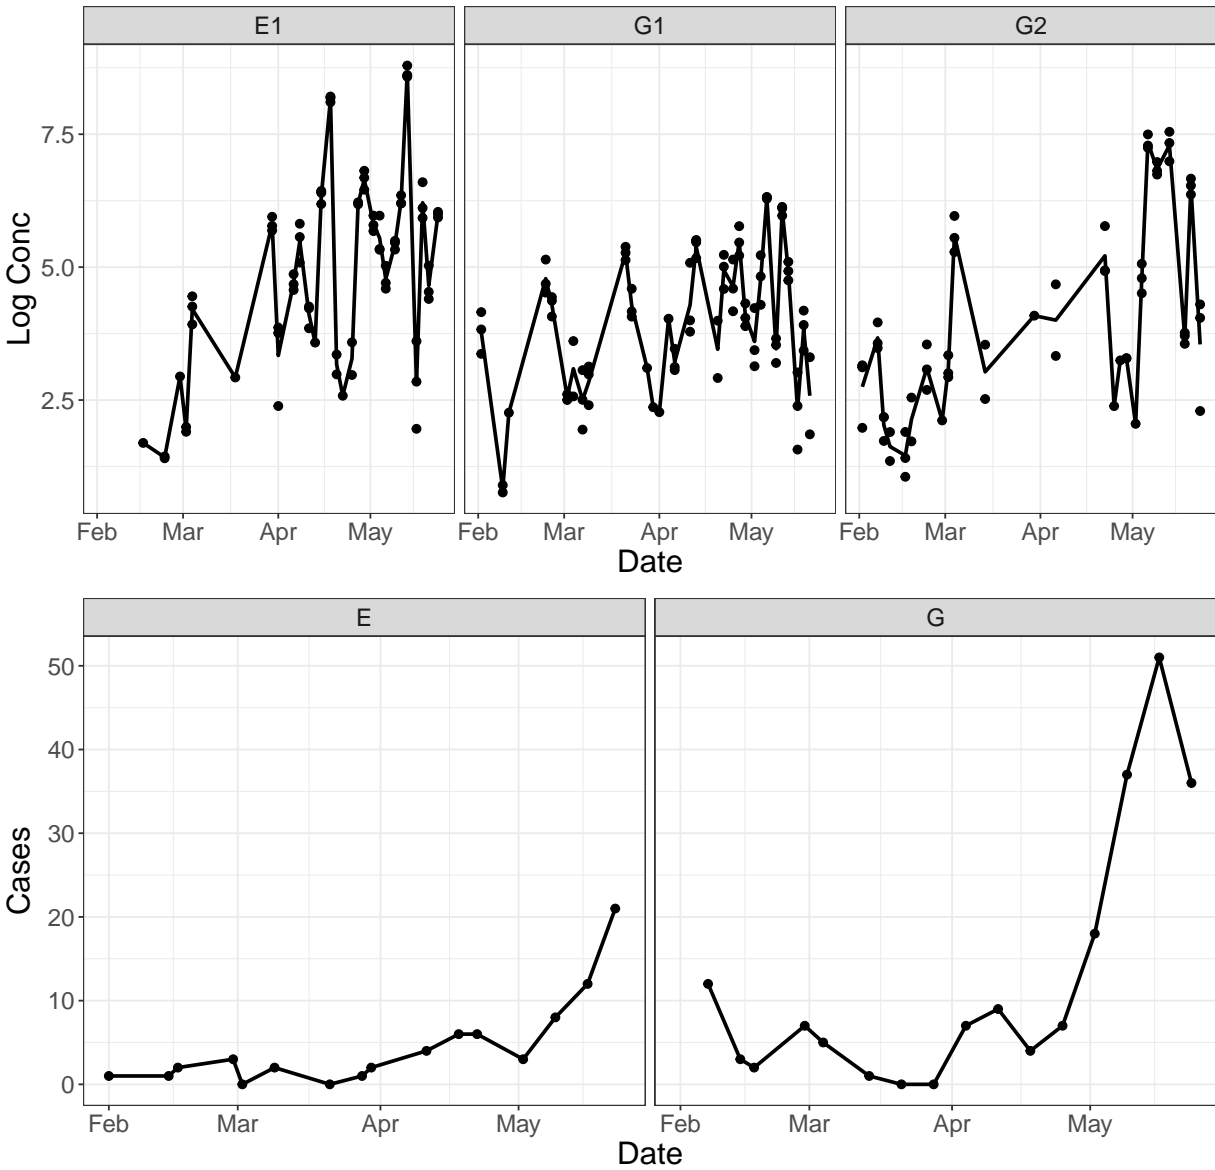 E1 G1 G2
Log Conc
7.5
5.0
2.5
Feb Mar Apr May Feb Mar Apr May Feb Mar Apr May
Date
E G
Cases
50
40
30
20
10
0
Feb Mar Apr May Feb Mar Apr May
Date